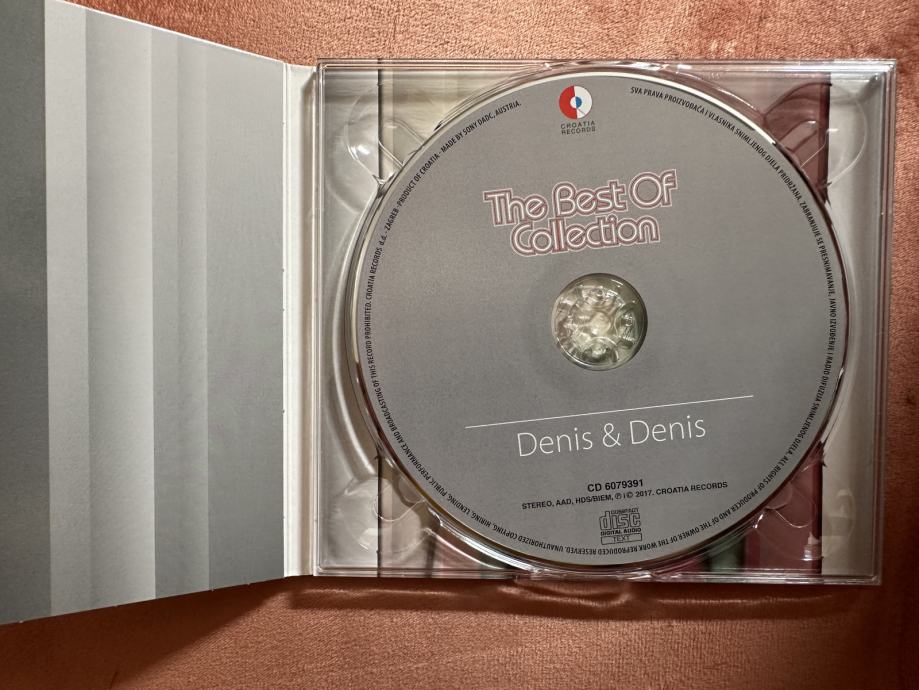 CROATIA
RECORDS
The Best Of
Collection
Denis & Denis
CD 6079391
STEREO, AAD, HDS/BIEM, ℗ i © 2017. CROATIA RECORDS
COMPACT
disc
DIGITAL AUDIO
TEXT
SVA PRAVA PROIZVOĐAČA I VLASNIKA SNIMLJENOG DJELA PRIDRŽANA. ZABRANJUJE SE PRESNIMAVANJE, JAVNO IZVOĐENJE I RADIO DIFUZIJA SNIMLJENOG DJELA. ALL RIGHTS OF PRODUCER AND OF THE OWNER OF THE WORK REPRODUCED RESERVED. UNAUTHORIZED COPYING, HIRING, LENDING, PUBLIC PERFORMANCE AND BROADCASTING OF THIS RECORD PROHIBITED. CROATIA RECORDS d.d. - ZAGREB - PRODUCT OF CROATIA - MADE BY SONY DADC, AUSTRIA.